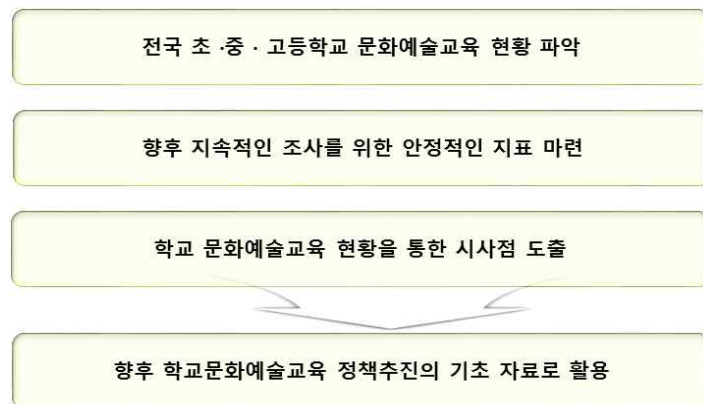 전국 초 ·중 · 고등학교 문화예술교육 현황 파악
향후 지속적인 조사를 위한 안정적인 지표 마련
학교 문화예술교육 현황을 통한 시사점 도출
향후 학교문화예술교육 정책추진의 기초 자료로 활용